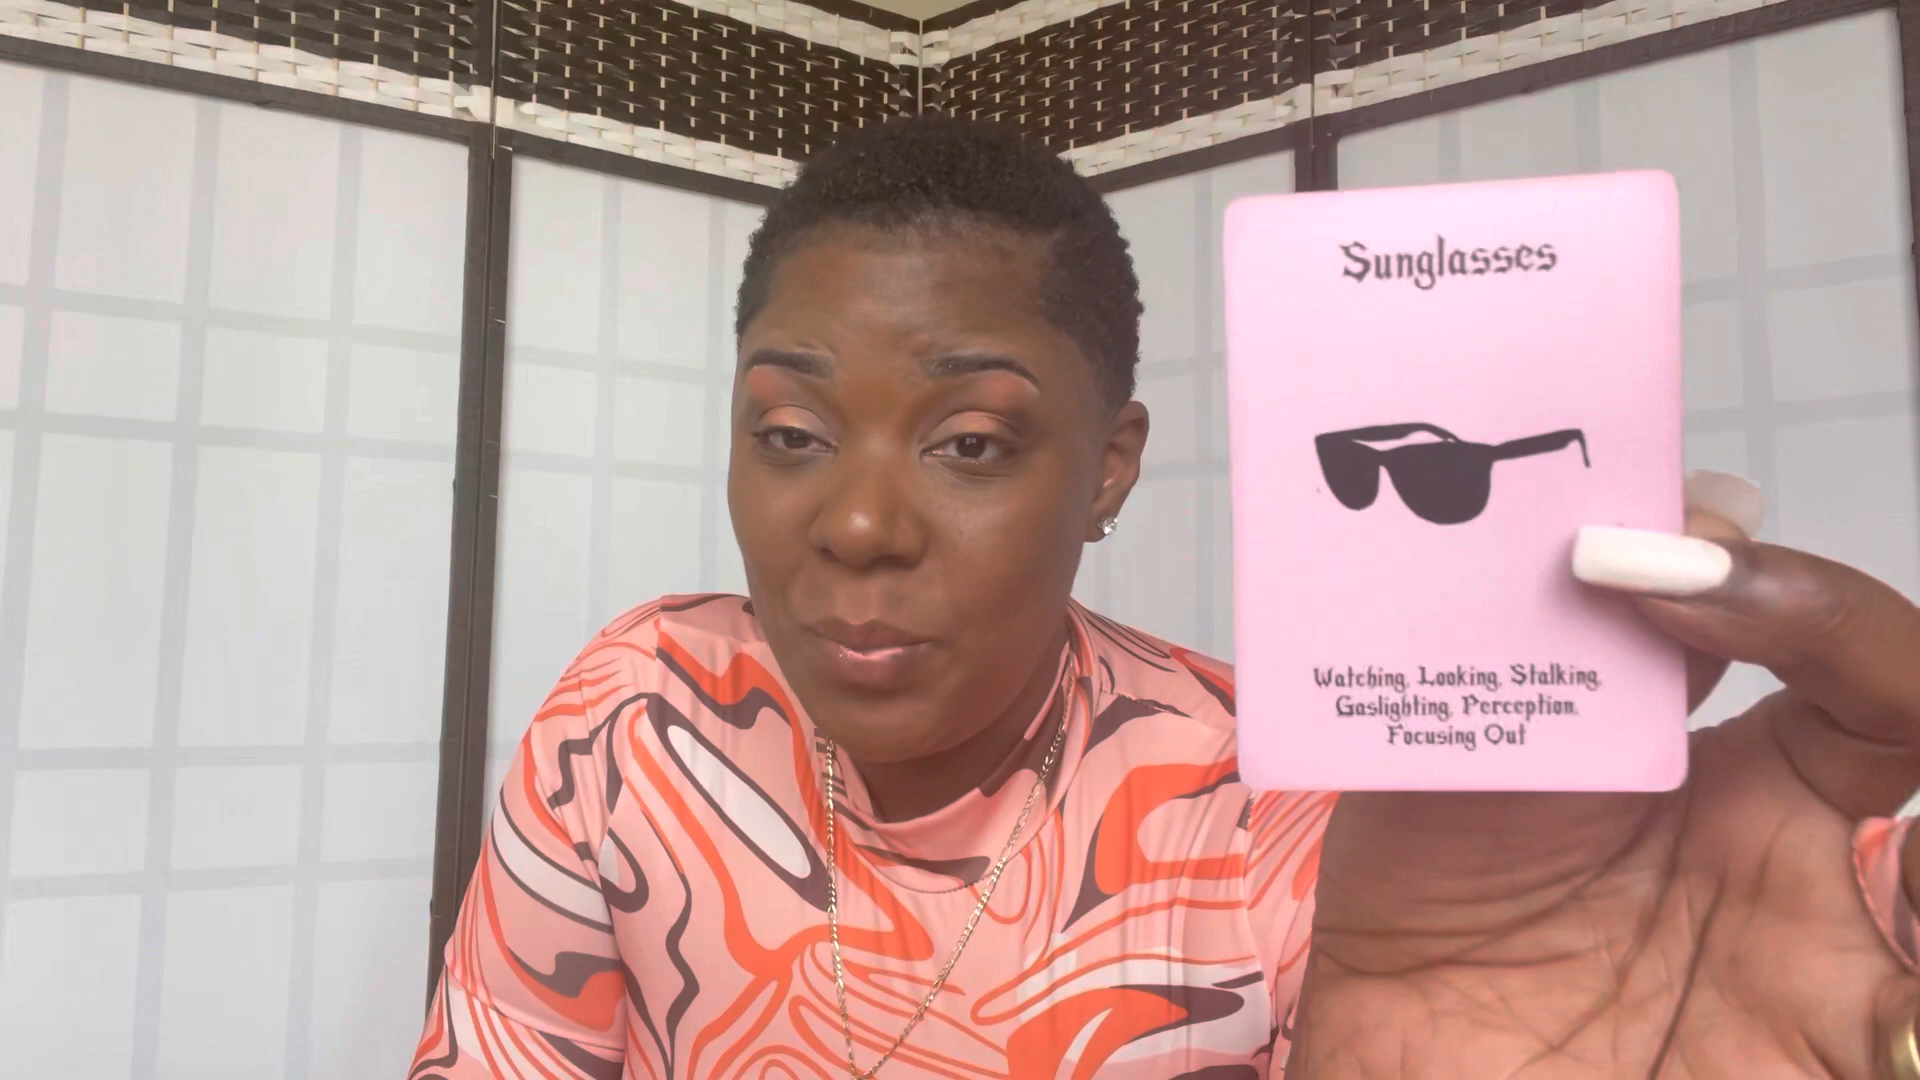 Sunglasses
Watching, Looking, Stalking,
Gaslighting, Perception,
Focusing Out